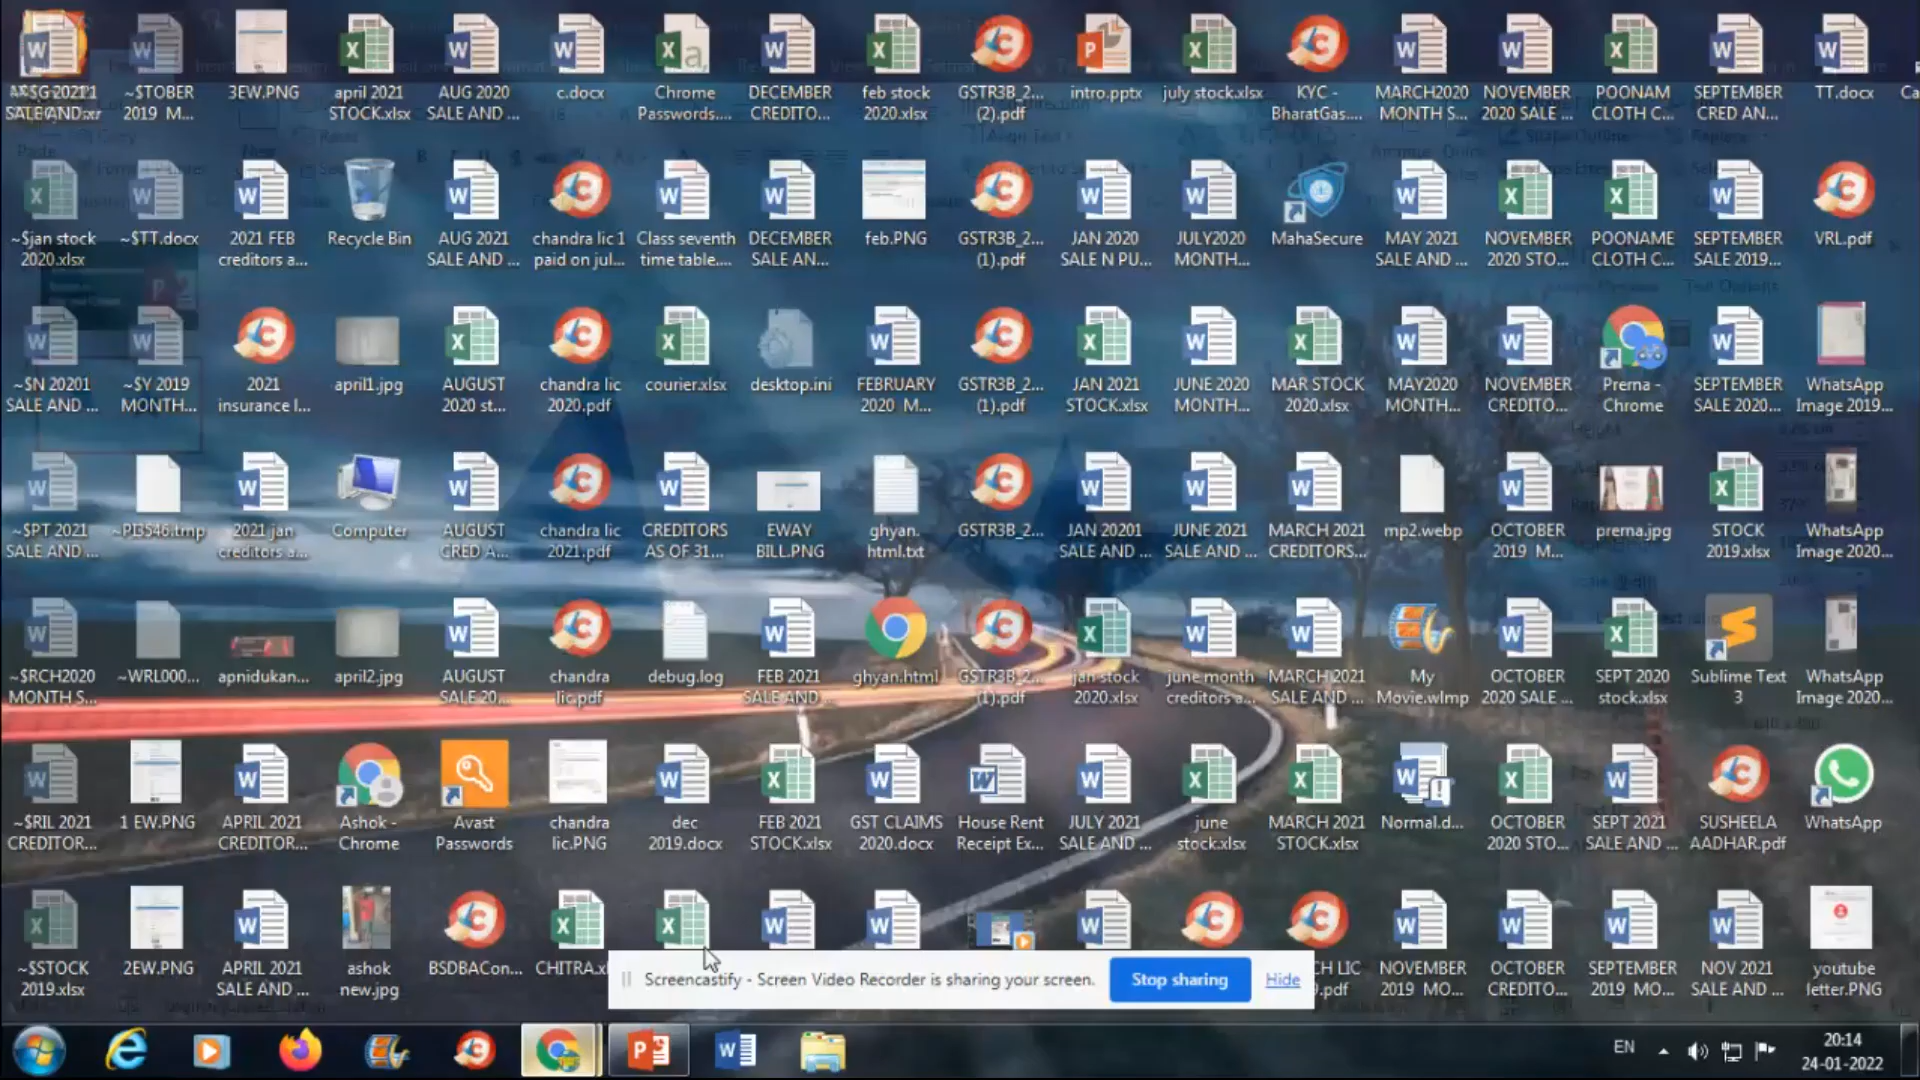 SALE AND
~$TOBER
2019 M...
3EW.PNG
april 2021
STOCK.xlsx
AUG 2020
SALE AND ...
c.docx
Chrome
Passwords....
DECEMBER
CREDITO...
feb stock
2020.xlsx
GSTR3B_2...
(2).pdf
intro.pptx
july stock.xlsx
KYC -
BharatGas....
MARCH2020
MONTH S...
NOVEMBER
2020 SALE ...
POONAM
CLOTH C...
SEPTEMBER
CRED AN...
TT.docx
Ca
~$jan stock
2020.xlsx
~$TT.docx
2021 FEB
creditors a...
Recycle Bin
AUG 2021
SALE AND ...
chandra lic 1
paid on jul...
Class seventh
time table....
DECEMBER
SALE AN...
feb.PNG
GSTR3B_2...
(1).pdf
JAN 2020
SALE N PU...
JULY2020
MONTH...
MahaSecure
MAY 2021
SALE AND ...
NOVEMBER
2020 STO...
POONAME
CLOTH C...
SEPTEMBER
SALE 2019...
VRL.pdf
~$N 20201
SALE AND ...
~$Y 2019
MONTH...
2021
insurance l...
april1.jpg
AUGUST
2020 st...
chandra lic
2020.pdf
courier.xlsx
desktop.ini
FEBRUARY
2020 M...
GSTR3B_2...
(1).pdf
JAN 2021
STOCK.xlsx
JUNE 2020
MONTH...
MAR STOCK
2020.xlsx
MAY2020
MONTH...
NOVEMBER
CREDITO...
Prerna -
Chrome
SEPTEMBER
SALE 2020...
WhatsApp
Image 2019...
~$PT 2021
SALE AND ...
~PI3546.tmp
2021 jan
creditors a...
Computer
AUGUST
CRED A...
chandra lic
2021.pdf
CREDITORS
AS OF 31...
EWAY
BILL.PNG
ghyan.
html.txt
GSTR3B_2...
JAN 20201
SALE AND ...
JUNE 2021
SALE AND ...
MARCH 2021
CREDITORS...
mp2.webp
OCTOBER
2019 M...
prerna.jpg
STOCK
2019.xlsx
WhatsApp
Image 2020...
~$RCH2020
MONTH S...
~WRL000...
apnidukan...
april2.jpg
AUGUST
SALE 20...
chandra
lic.pdf
debug.log
FEB 2021
SALE AND ...
ghyan.html
GSTR3B_2...
(1).pdf
jan stock
2020.xlsx
june month
creditors a...
MARCH 2021
SALE AND ...
My
Movie.wlmp
OCTOBER
2020 SALE ...
SEPT 2020
stock.xlsx
Sublime Text
3
WhatsApp
Image 2020...
~$RIL 2021
CREDITOR...
1 EW.PNG
APRIL 2021
CREDITOR...
Ashok -
Chrome
Avast
Passwords
chandra
lic.PNG
dec
2019.docx
FEB 2021
STOCK.xlsx
GST CLAIMS
2020.docx
House Rent
Receipt Ex...
JULY 2021
SALE AND ...
june
stock.xlsx
MARCH 2021
STOCK.xlsx
Normal.d...
OCTOBER
2020 STO...
SEPT 2021
SALE AND ...
SUSHEELA
AADHAR.pdf
WhatsApp
~$STOCK
2019.xlsx
2EW.PNG
APRIL 2021
SALE AND ...
ashok
new.jpg
BSDBACon...
CHITRA.x
Screencastify - Screen Video Recorder is sharing your screen.
Stop sharing
Hide
CH LIC
9.pdf
NOVEMBER
2019 MO...
OCTOBER
CREDITO...
SEPTEMBER
2019 MO...
NOV 2021
SALE AND ...
youtube
letter.PNG
EN
20:14
24-01-2022